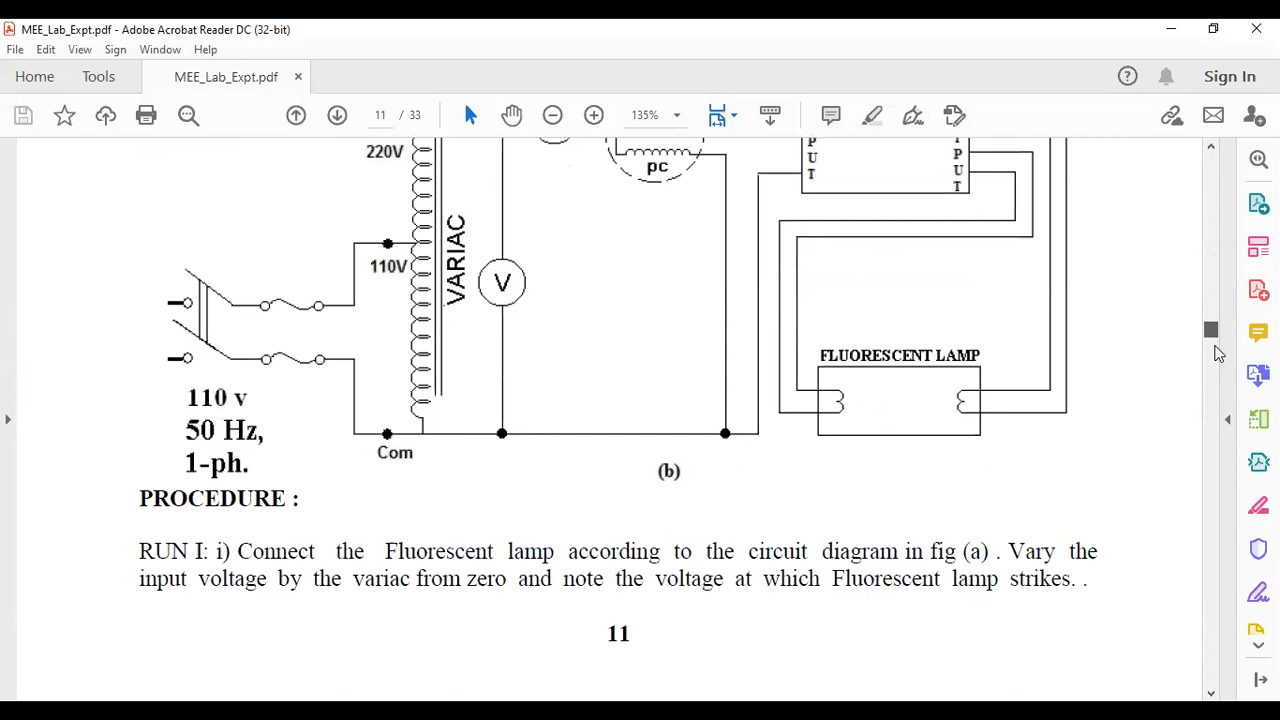 MEE_Lab_Expt.pdf - Adobe Acrobat Reader DC (32-bit)
File Edit View Sign Window Help
Home Tools MEE_Lab_Expt.pdf × Sign In
11 / 33 135%
220V
pc
P
U
T
T
P
U
T
VARIAC
110V
V
FLUORESCENT LAMP
110 v
50 Hz,
1-ph.
Com
(b)
PROCEDURE :
RUN I: i) Connect the Fluorescent lamp according to the circuit diagram in fig (a) . Vary the
input voltage by the variac from zero and note the voltage at which Fluorescent lamp strikes. .
11